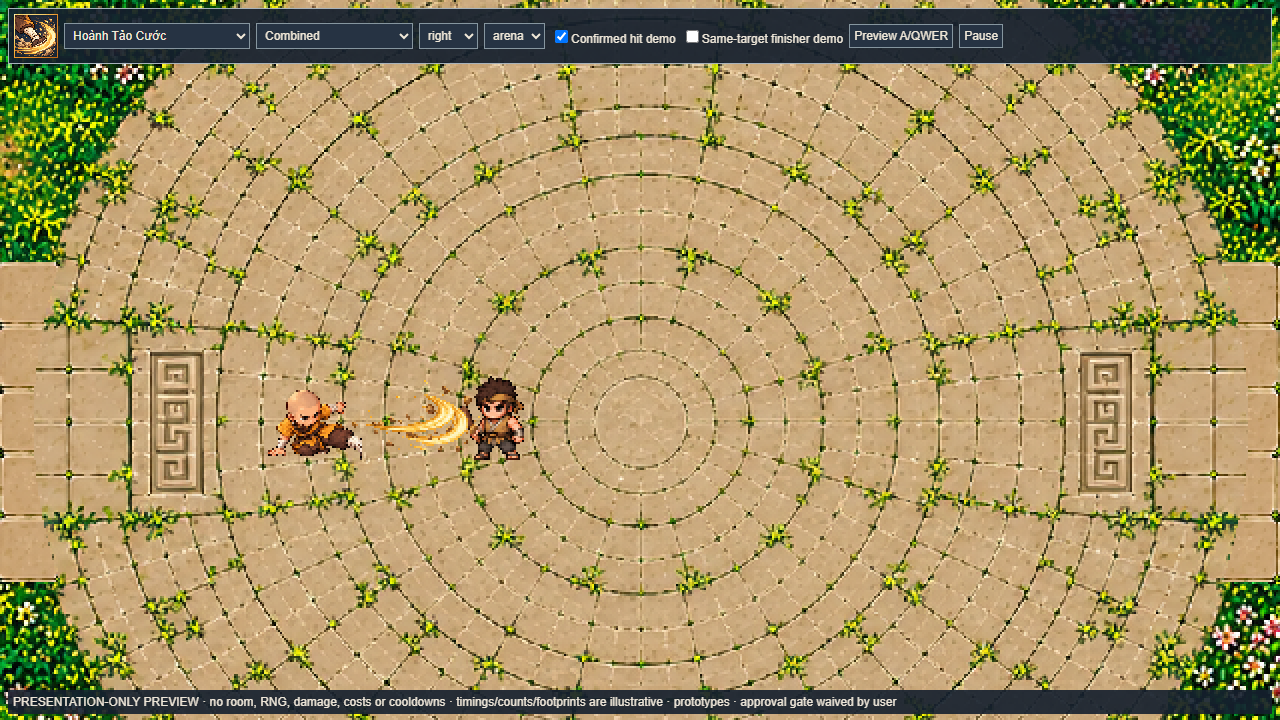 Hoành Tảo Cước
Combined
right
arena
Confirmed hit demo
Same-target finisher demo
Preview A/QWER
Pause
PRESENTATION-ONLY PREVIEW · no room, RNG, damage, costs or cooldowns · timings/counts/footprints are illustrative · prototypes · approval gate waived by user